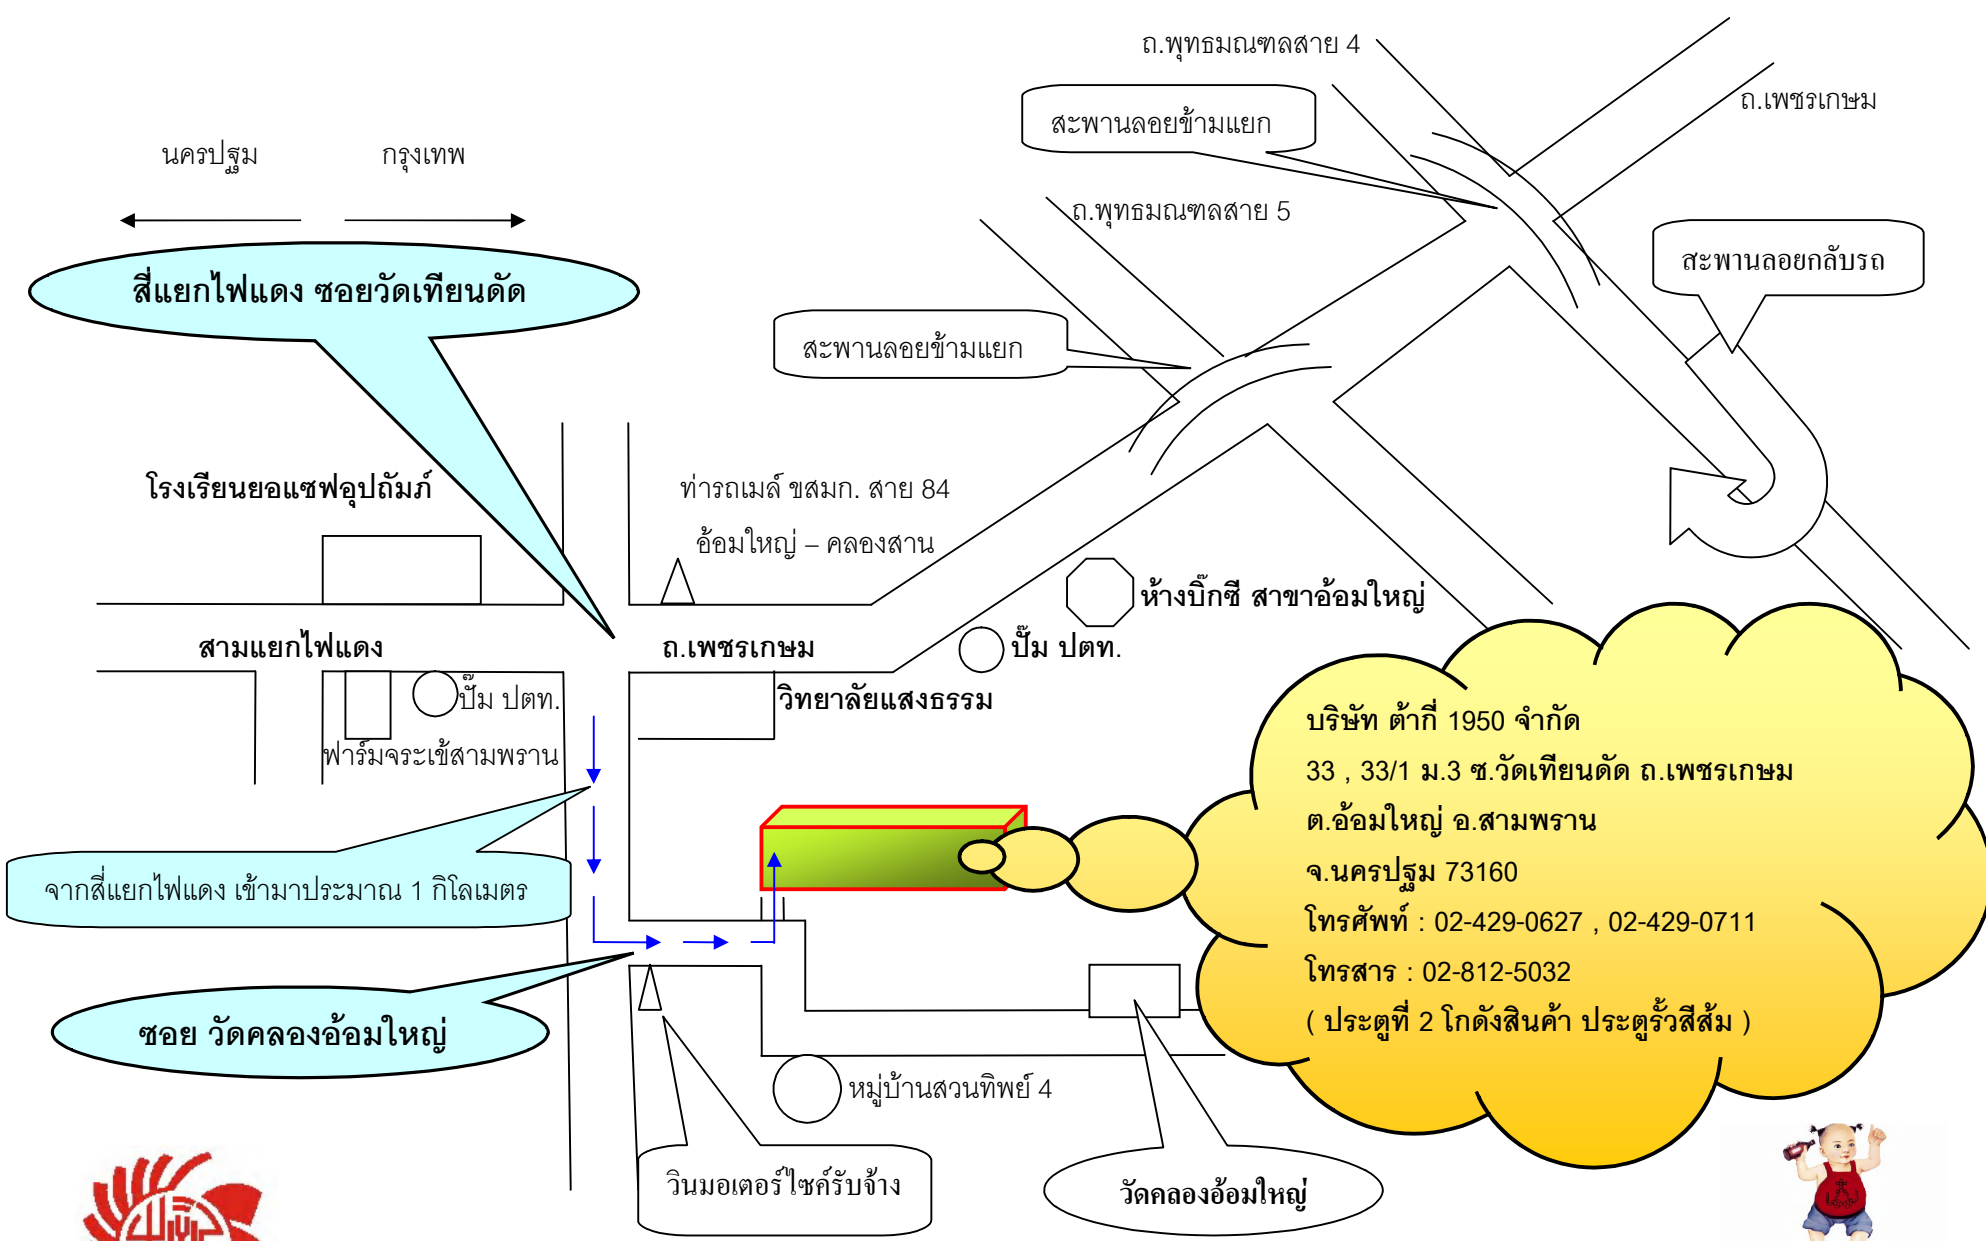 ถ.พุทธมณฑลสาย 4
ถ.เพชรเกษม
สะพานลอยข้ามแยก
นครปฐม
กรุงเทพ
ถ.พุทธมณฑลสาย 5
สะพานลอยกลับรถ
สี่แยกไฟแดง ซอยวัดเทียนดัด
สะพานลอยข้ามแยก
โรงเรียนยอแซฟอุปถัมภ์
ท่ารถเมล์ ขสมก. สาย 84
อ้อมใหญ่ – คลองสาน
ห้างบิ๊กซี สาขาอ้อมใหญ่
สามแยกไฟแดง
ถ.เพชรเกษม
ปั๊ม ปตท.
ปั๊ม ปตท.
วิทยาลัยแสงธรรม
ฟาร์มจระเข้สามพราน
บริษัท ต้ากี่ 1950 จำกัด
33 , 33/1 ม.3 ซ.วัดเทียนดัด ถ.เพชรเกษม
ต.อ้อมใหญ่ อ.สามพราน
จ.นครปฐม 73160
โทรศัพท์ : 02-429-0627 , 02-429-0711
โทรสาร : 02-812-5032
( ประตูที่ 2 โกดังสินค้า ประตูรั้วสีส้ม )
จากสี่แยกไฟแดง เข้ามาประมาณ 1 กิโลเมตร
ซอย วัดคลองอ้อมใหญ่
หมู่บ้านสวนทิพย์ 4
วินมอเตอร์ไซค์รับจ้าง
วัดคลองอ้อมใหญ่